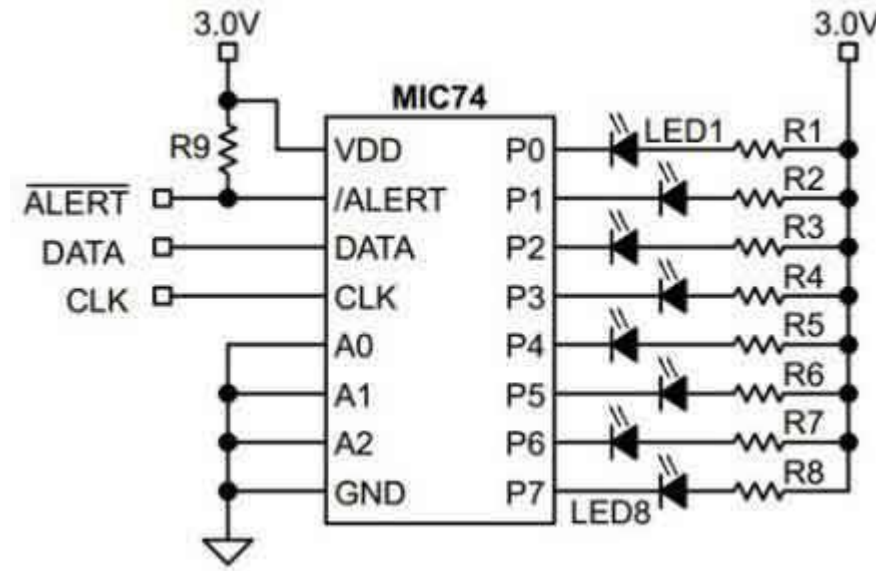 3.0V 3.0V
MIC74
R9 VDD P0 LED1 R1
ALERT /ALERT P1 R2
DATA DATA P2 R3
CLK CLK P3 R4
A0 P4 R5
A1 P5 R6
A2 P6 R7
GND P7 LED8 R8